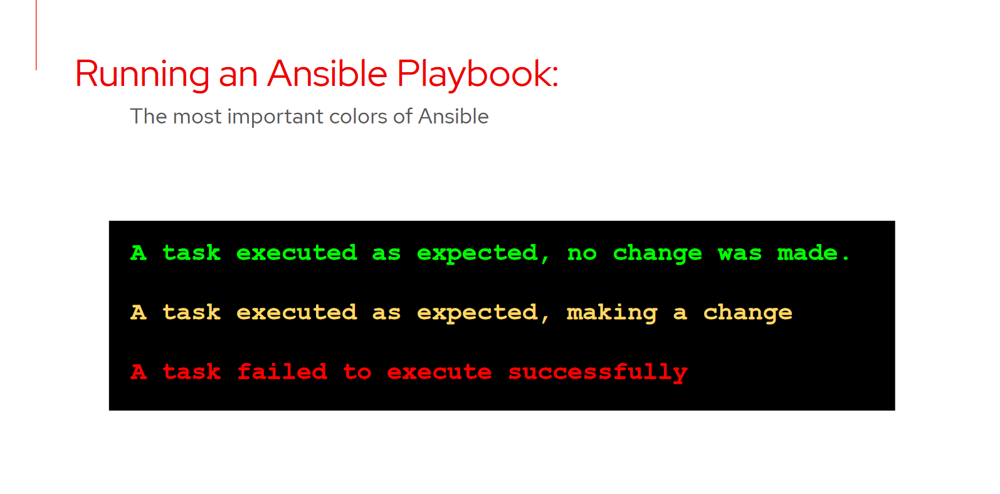 Running an Ansible Playbook:
The most important colors of Ansible
A task executed as expected, no change was made.
A task executed as expected, making a change
A task failed to execute successfully